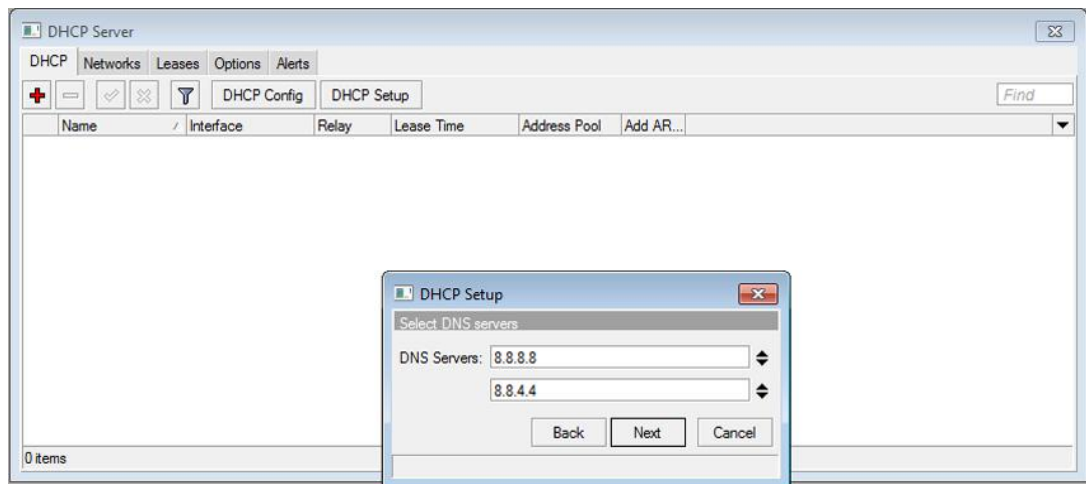 DHCP Server
DHCP Networks Leases Options Alerts
DHCP Config DHCP Setup Find
Name Interface Relay Lease Time Address Pool Add AR...
DHCP Setup
Select DNS servers
DNS Servers: 8.8.8.8
8.8.4.4
Back Next Cancel
0 items